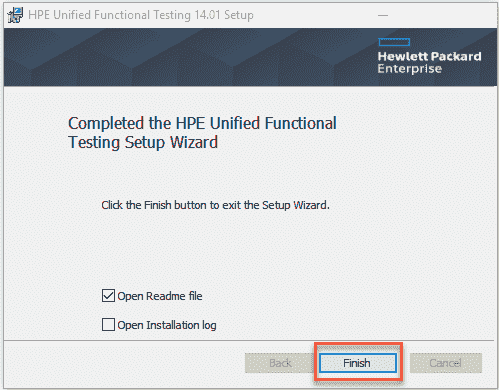 HPE Unified Functional Testing 14.01 Setup
Hewlett Packard
Enterprise
Completed the HPE Unified Functional
Testing Setup Wizard
Click the Finish button to exit the Setup Wizard.
Open Readme file
Open Installation log
Back
Finish
Cancel